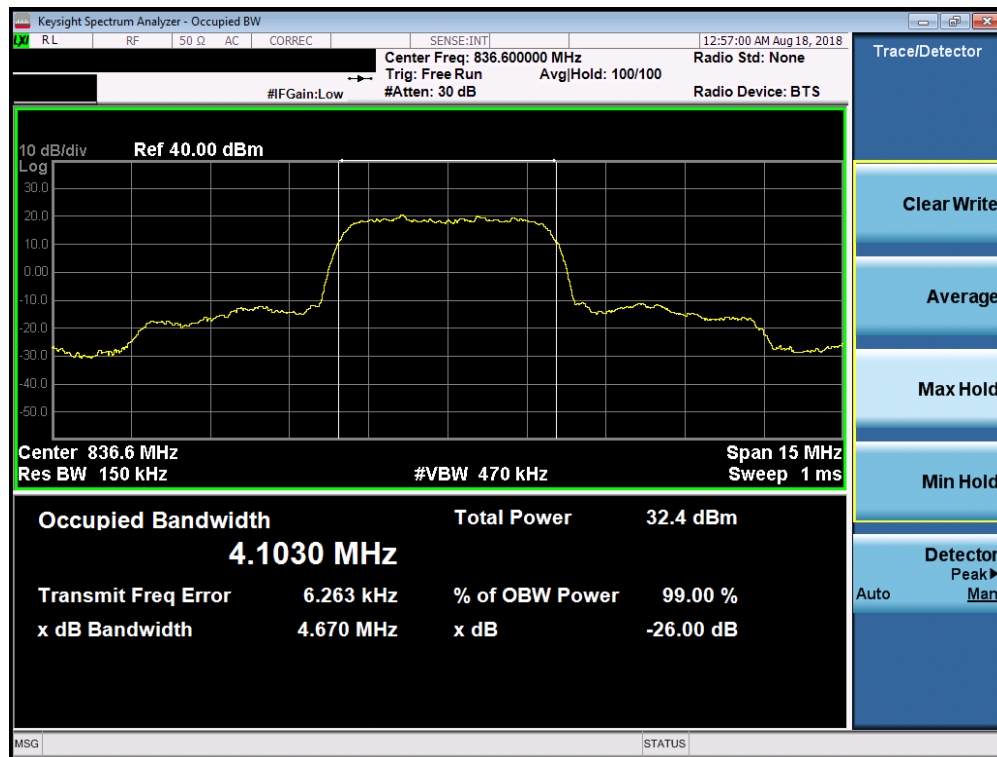 Keysight Spectrum Analyzer - Occupied BW
LXI RL RF 50 Ω AC CORREC SENSE:INT 12:57:00 AM Aug 18, 2018
Center Freq: 836.600000 MHz Radio Std: None
Trig: Free Run Avg|Hold: 100/100
#IFGain:Low #Atten: 30 dB Radio Device: BTS
10 dB/div Ref 40.00 dBm
Log
30.0
20.0
10.0
0.00
-10.0
-20.0
-30.0
-40.0
-50.0
Center 836.6 MHz Span 15 MHz
Res BW 150 kHz #VBW 470 kHz Sweep 1 ms
Occupied Bandwidth Total Power 32.4 dBm
4.1030 MHz
Transmit Freq Error 6.263 kHz % of OBW Power 99.00 %
x dB Bandwidth 4.670 MHz x dB -26.00 dB
MSG STATUS
Trace/Detector
Clear Write
Average
Max Hold
Min Hold
Detector
Peak▶
Auto Man